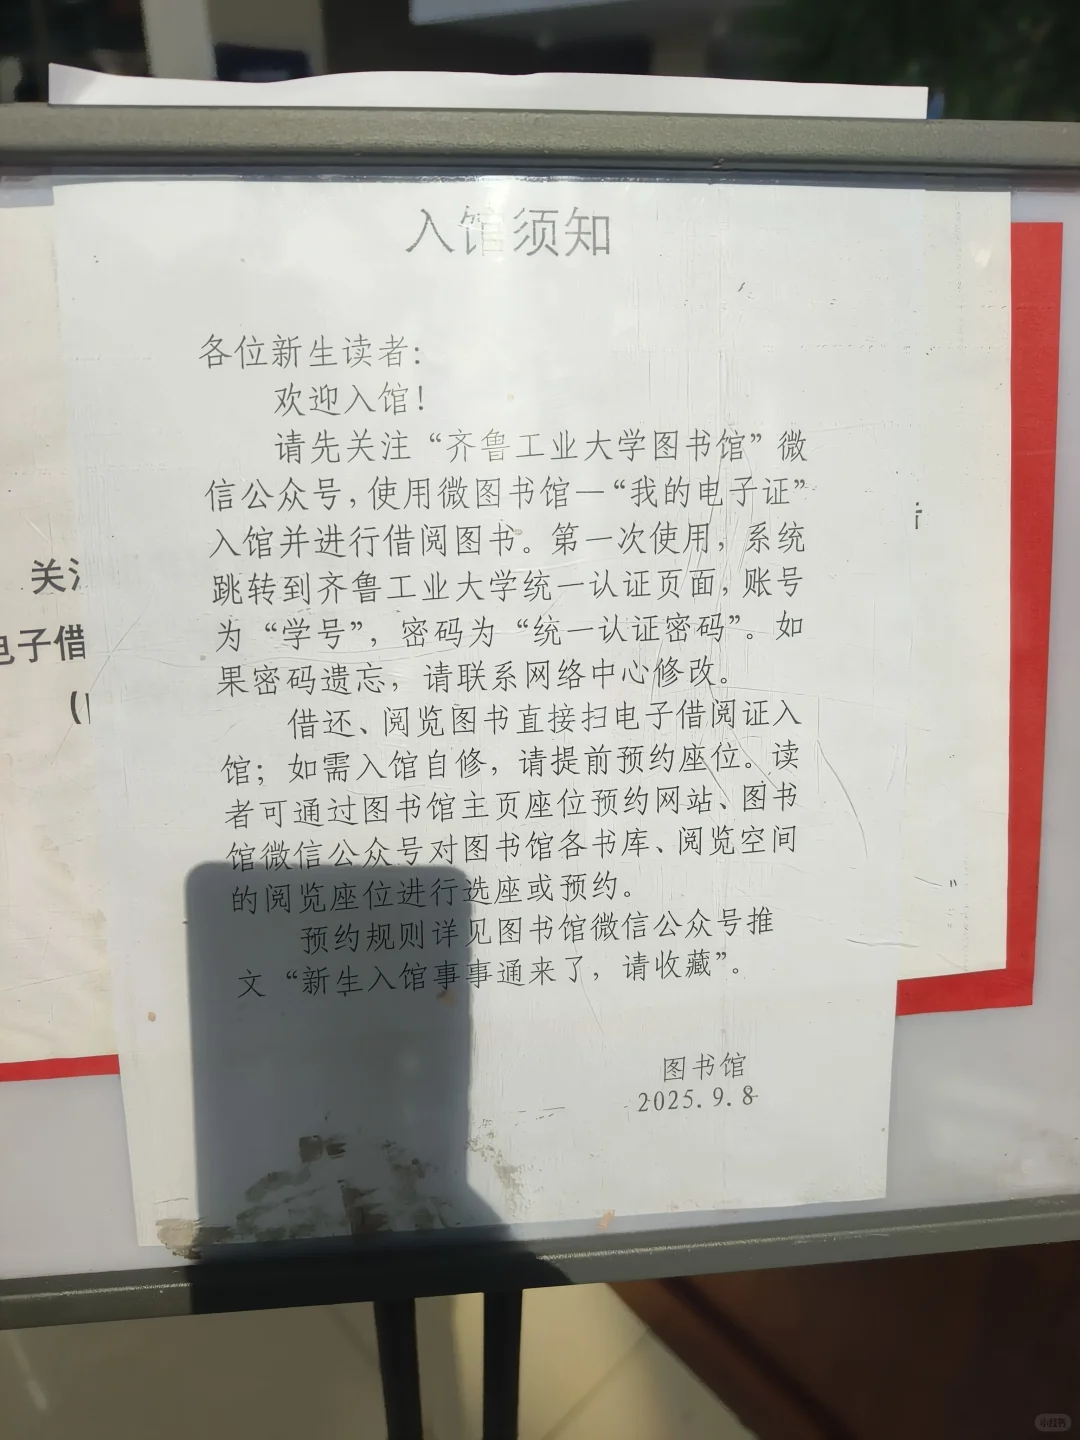 入馆须知
各位新生读者：
欢迎入馆！
请先关注“齐鲁工业大学图书馆”微
信公众号，使用微图书馆—“我的电子证”
入馆并进行借阅图书。第一次使用，系统
跳转到齐鲁工业大学统一认证页面，账号
为“学号”，密码为“统一认证密码”。如
果密码遗忘，请联系网络中心修改。
借还、阅览图书直接扫电子借阅证入
馆；如需入馆自修，请提前预约座位。读
者可通过图书馆主页座位预约网站、图书
馆微信公众号对图书馆各书库、阅览空间
的阅览座位进行选座或预约。
预约规则详见图书馆微信公众号推
文“新生入馆事事通来了，请收藏”。
图书馆
2025.9.8
关
电子借
小红书